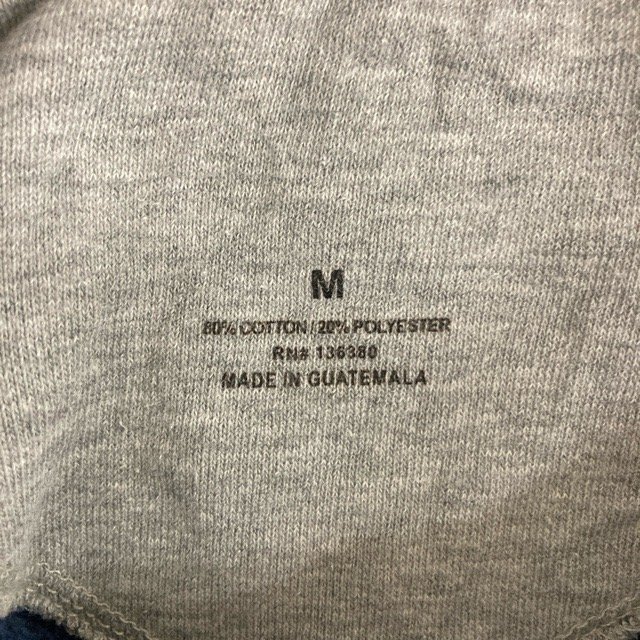 M
80% COTTON / 20% POLYESTER
RN# 136380
MADE IN GUATEMALA